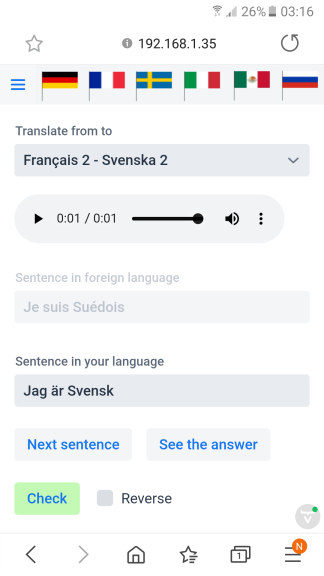 26% 03:16
192.168.1.35
Translate from to
Français 2 - Svenska 2
0:01 / 0:01
Sentence in foreign language
Je suis Suédois
Sentence in your language
Jag är Svensk
Next sentence See the answer
Check Reverse
1 N